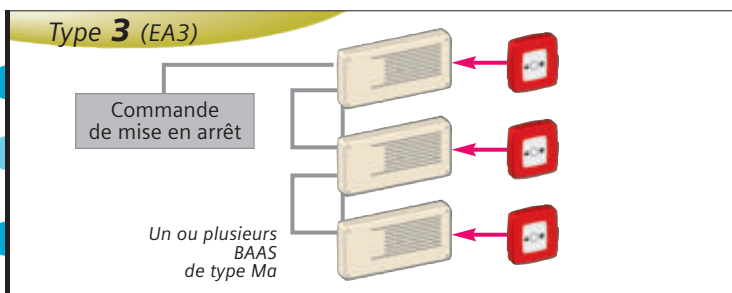 Type 3 (EA3)
Commande
de mise en arrêt
Un ou plusieurs
BAAS
de type Ma